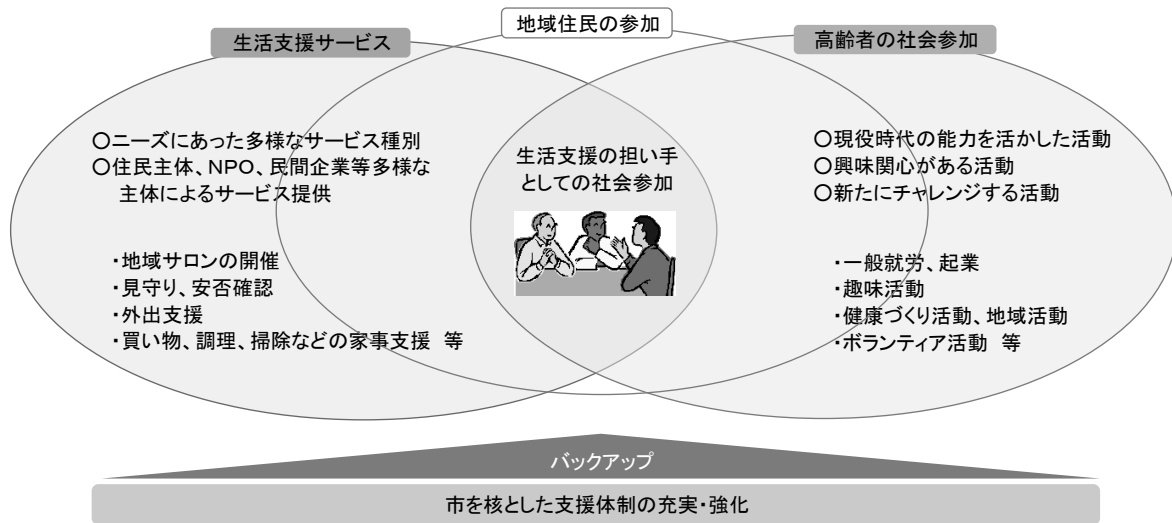 地域住民の参加
生活支援サービス
高齢者の社会参加
○ニーズにあった多様なサービス種別
○住民主体、NPO、民間企業等多様な
主体によるサービス提供
・地域サロンの開催
・見守り、安否確認
・外出支援
・買い物、調理、掃除などの家事支援 等
生活支援の担い手
としての社会参加
○現役時代の能力を活かした活動
○興味関心がある活動
○新たにチャレンジする活動
・一般就労、起業
・趣味活動
・健康づくり活動、地域活動
・ボランティア活動 等
バックアップ
市を核とした支援体制の充実・強化